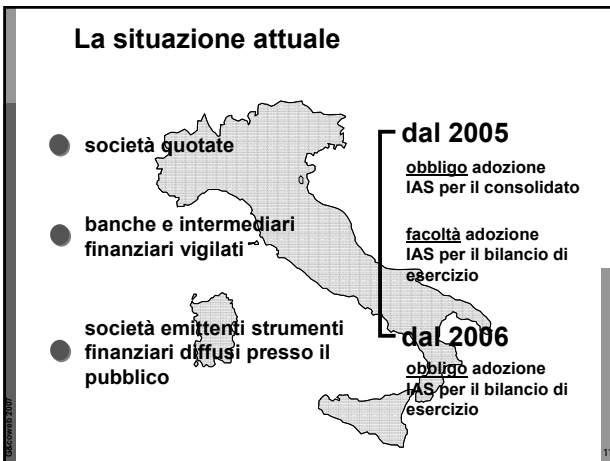 La situazione attuale
società quotate
banche e intermediari
finanziari vigilati
società emittenti strumenti
finanziari diffusi presso il
pubblico
dal 2005
obbligo adozione
IAS per il consolidato
facoltà adozione
IAS per il bilancio di
esercizio
dal 2006
obbligo adozione
IAS per il bilancio di
esercizio
G&coweb 2007